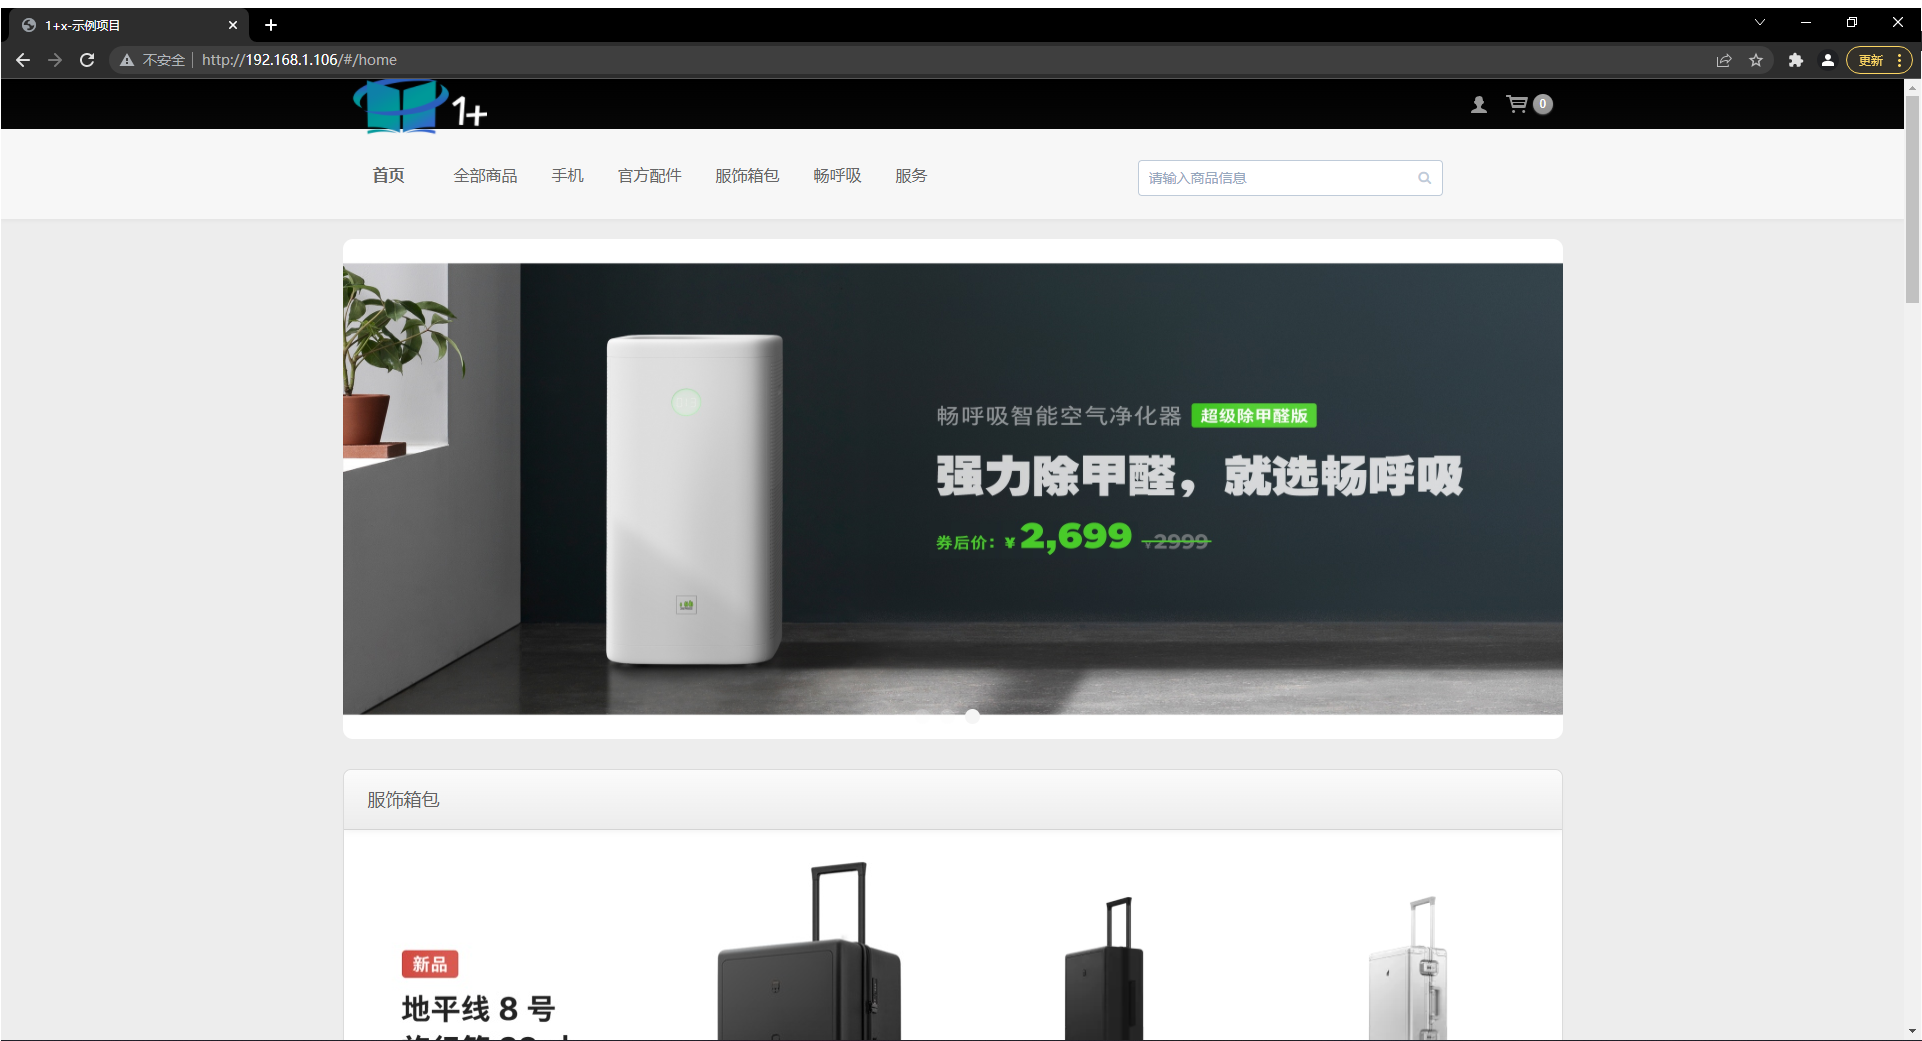 1+x-示例项目
不安全 http://192.168.1.106/#/home
更新
1+
0
首页 全部商品 手机 官方配件 服饰箱包 畅呼吸 服务
请输入商品信息
畅呼吸智能空气净化器 超级除甲醛版
强力除甲醛，就选畅呼吸
券后价：¥2,699 ¥2999
服饰箱包
新品
地平线 8 号